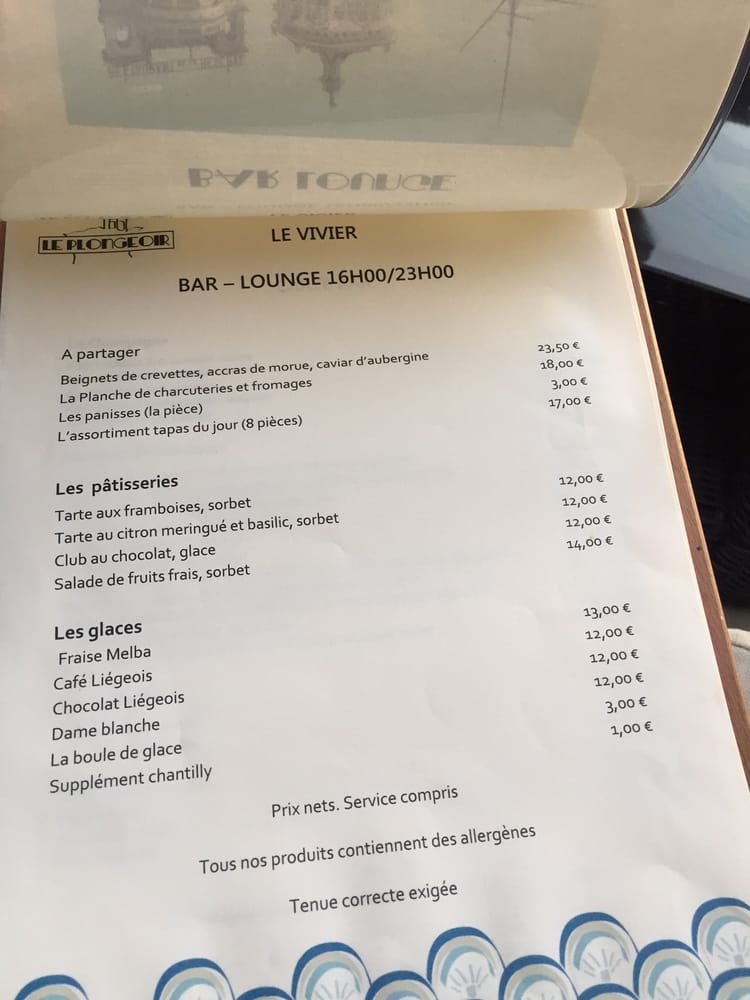 BAR LOUNGE
LE PLONGEOIR
LE VIVIER
BAR – LOUNGE 16H00/23H00
A partager
Beignets de crevettes, accras de morue, caviar d'aubergine 23,50 €
La Planche de charcuteries et fromages 18,00 €
Les panisses (la pièce) 3,00 €
L'assortiment tapas du jour (8 pièces) 17,00 €
Les pâtisseries
Tarte aux framboises, sorbet 12,00 €
Tarte au citron meringué et basilic, sorbet 12,00 €
Club au chocolat, glace 12,00 €
Salade de fruits frais, sorbet 14,00 €
Les glaces
Fraise Melba 13,00 €
Café Liégeois 12,00 €
Chocolat Liégeois 12,00 €
Dame blanche 12,00 €
La boule de glace 3,00 €
Supplément chantilly 1,00 €
Prix nets. Service compris
Tous nos produits contiennent des allergènes
Tenue correcte exigée